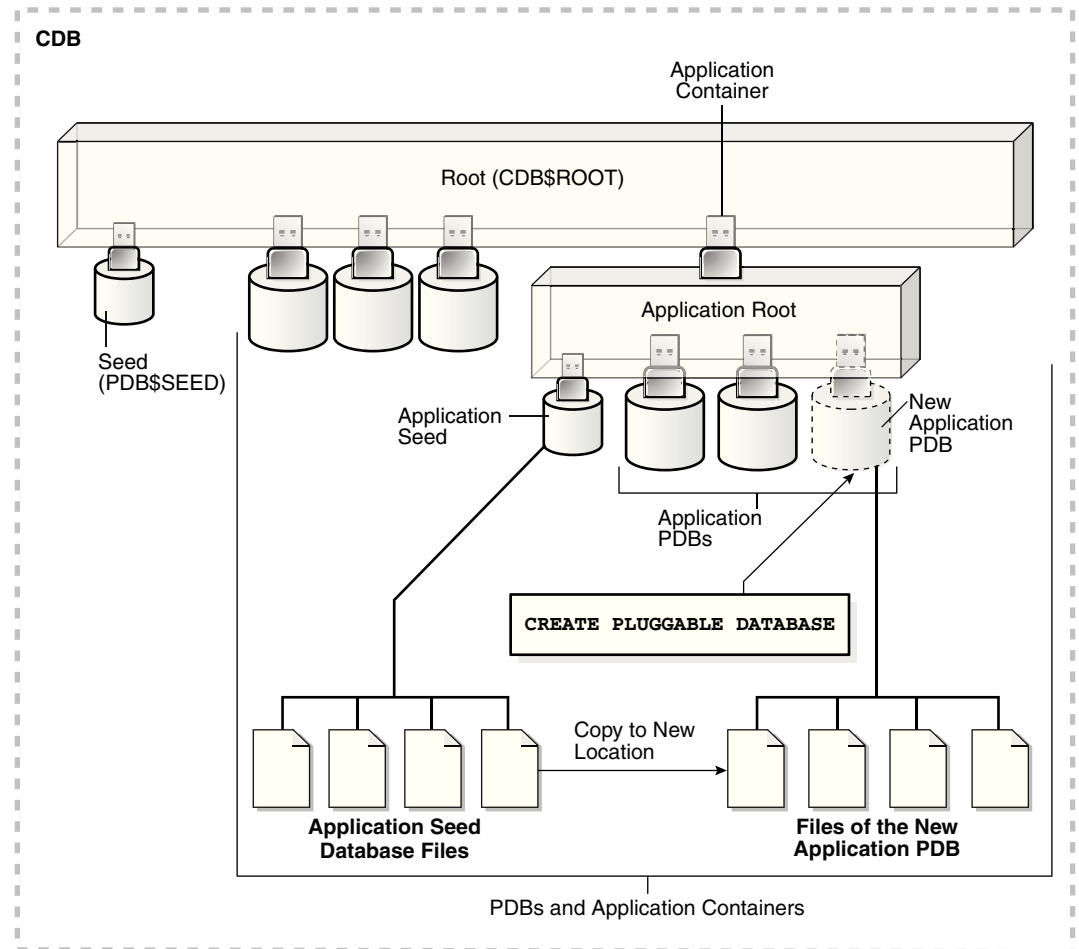 CDB
Application
Container
Root (CDB$ROOT)
Application Root
Seed
(PDB$SEED)
Application
Seed
New
Application
PDB
Application
PDBs
CREATE PLUGGABLE DATABASE
Copy to New
Location
Application Seed
Database Files
Files of the New
Application PDB
PDBs and Application Containers